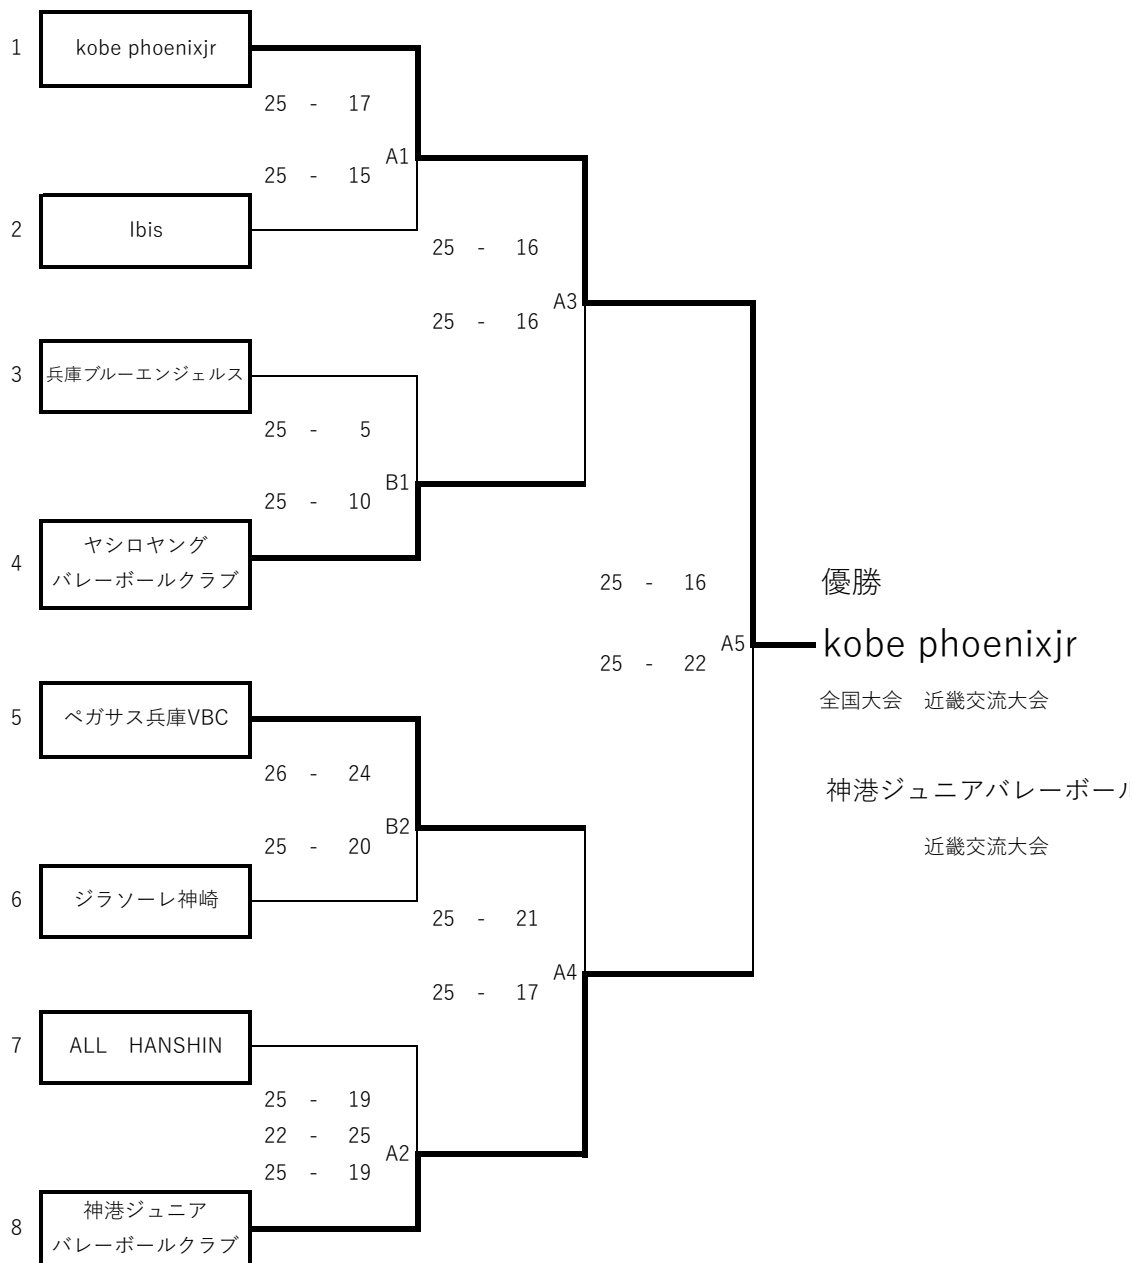 1
kobe phoenixjr
25 - 17
A1
25 - 15
2
Ibis
25 - 16
A3
25 - 16
3
兵庫ブルーエンジェルス
25 - 5
B1
25 - 10
4
ヤシロヤング
バレーボールクラブ
25 - 16
A5
25 - 22
優勝
kobe phoenixjr
全国大会　近畿交流大会
5
ペガサス兵庫VBC
26 - 24
B2
25 - 20
6
ジラソーレ神崎
25 - 21
A4
25 - 17
神港ジュニアバレーボール
近畿交流大会
7
ALL　HANSHIN
25 - 19
22 - 25
A2
25 - 19
8
神港ジュニア
バレーボールクラブ